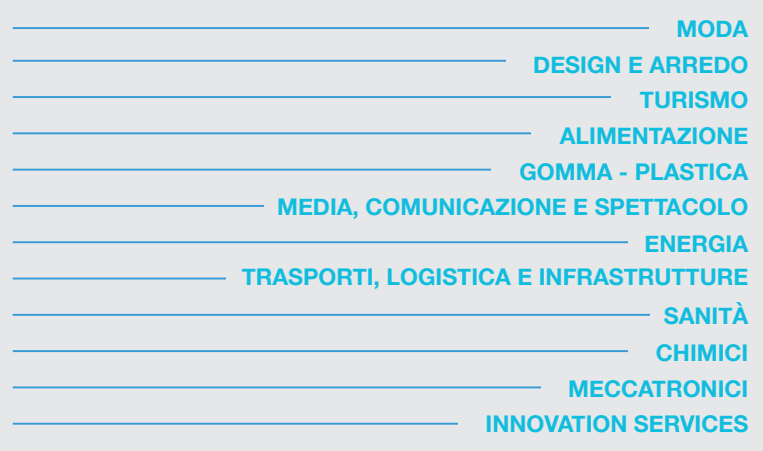 MODA
DESIGN E ARREDO
TURISMO
ALIMENTAZIONE
GOMMA - PLASTICA
MEDIA, COMUNICAZIONE E SPETTACOLO
ENERGIA
TRASPORTI, LOGISTICA E INFRASTRUTTURE
SANITÀ
CHIMICI
MECCATRONICI
INNOVATION SERVICES